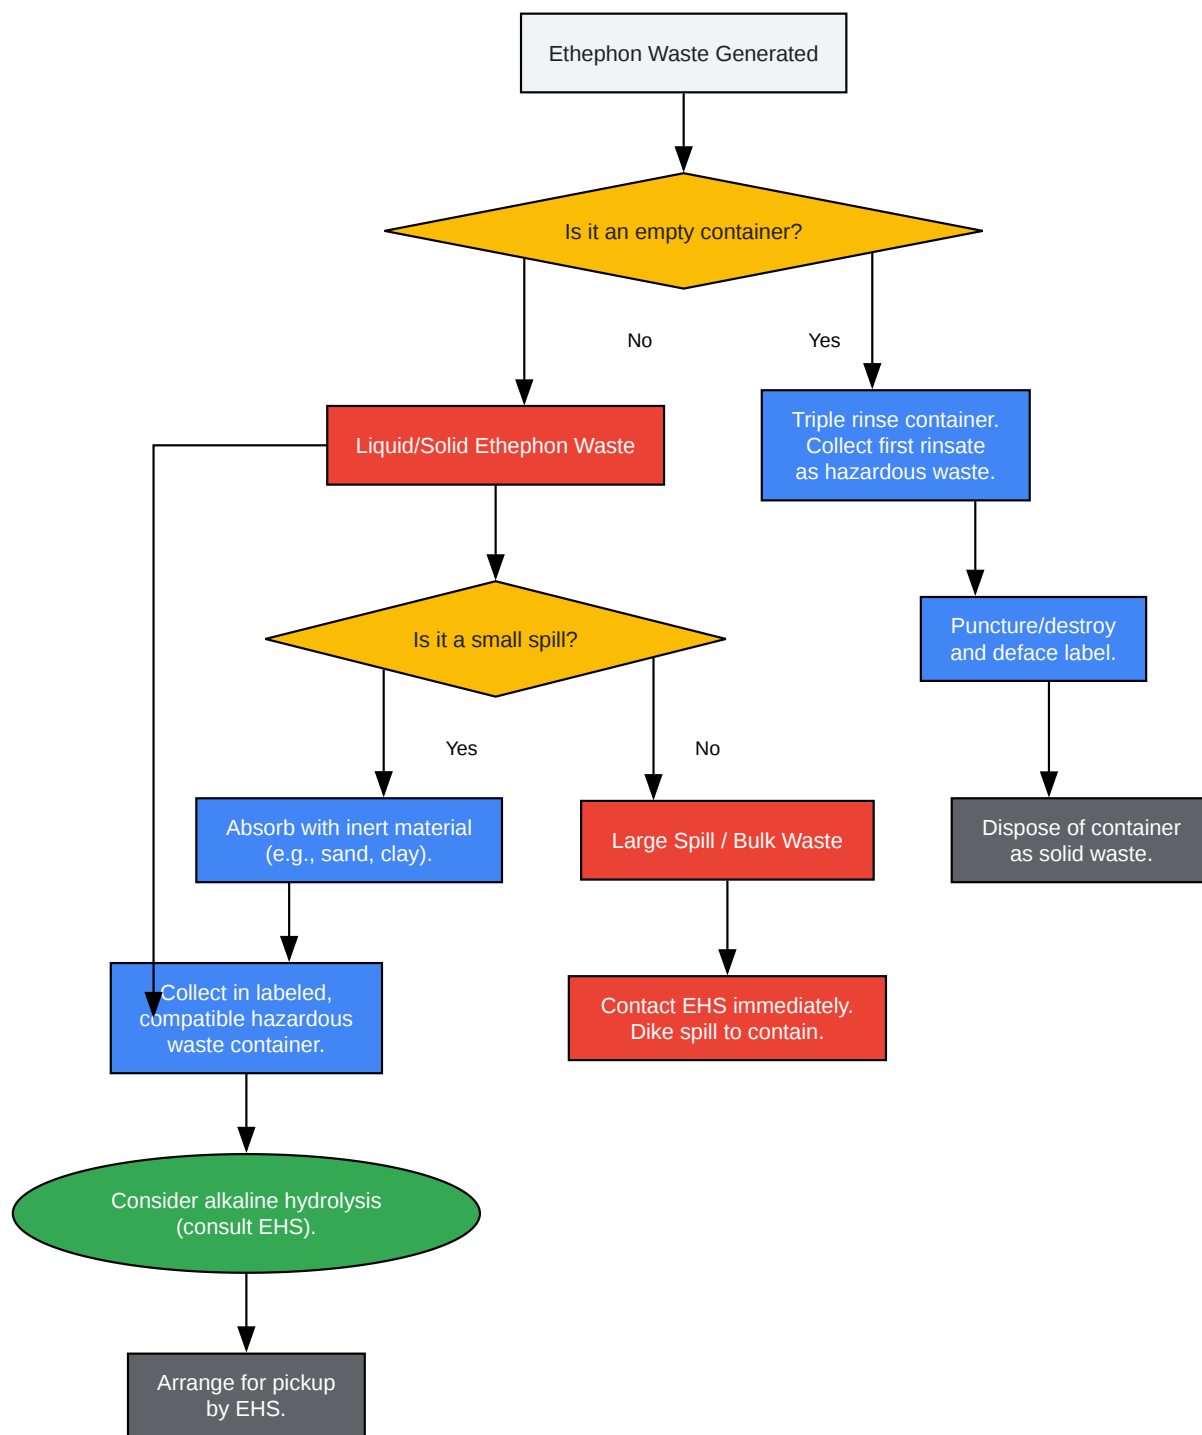 Ethephon Waste Generated
Is it an empty container?
No
Yes
Liquid/Solid Ethephon Waste
Triple rinse container.
Collect first rinsate
as hazardous waste.
Is it a small spill?
Puncture/destroy
and deface label.
Yes
No
Absorb with inert material
(e.g., sand, clay).
Large Spill / Bulk Waste
Dispose of container
as solid waste.
Collect in labeled,
compatible hazardous
waste container.
Contact EHS immediately.
Dike spill to contain.
Consider alkaline hydrolysis
(consult EHS).
Arrange for pickup
by EHS.